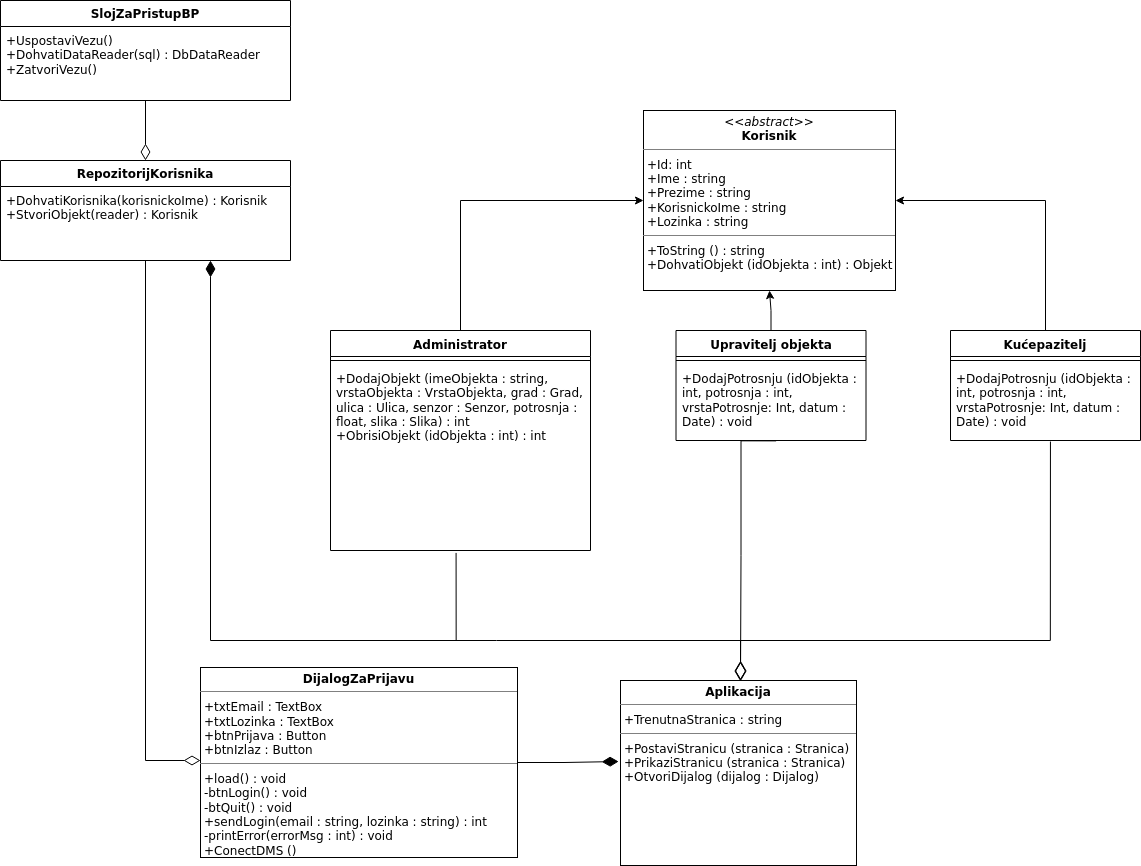 SlojZaPristupBP
+UspostaviVezu()
+DohvatiDataReader(sql) : DbDataReader
+ZatvoriVezu()
RepozitorijKorisnika
+DohvatiKorisnika(korisnickoIme) : Korisnik
+StvoriObjekt(reader) : Korisnik
<<abstract>>
Korisnik
+Id: int
+Ime : string
+Prezime : string
+KorisnickoIme : string
+Lozinka : string
+ToString () : string
+DohvatiObjekt (idObjekta : int) : Objekt
Administrator
+DodajObjekt (imeObjekta : string,
vrstaObjekta : VrstaObjekta, grad : Grad,
ulica : Ulica, senzor : Senzor, potrosnja :
float, slika : Slika) : int
+ObrisiObjekt (idObjekta : int) : int
Upravitelj objekta
+DodajPotrosnju (idObjekta :
int, potrosnja : int,
vrstaPotrosnje: Int, datum :
Date) : void
Kućepazitelj
+DodajPotrosnju (idObjekta :
int, potrosnja : int,
vrstaPotrosnje: Int, datum :
Date) : void
DijalogZaPrijavu
+txtEmail : TextBox
+txtLozinka : TextBox
+btnPrijava : Button
+btnIzlaz : Button
+load() : void
-btnLogin() : void
-btQuit() : void
+sendLogin(email : string, lozinka : string) : int
-printError(errorMsg : int) : void
+ConectDMS ()
Aplikacija
+TrenutnaStranica : string
+PostaviStranicu (stranica : Stranica)
+PrikaziStranicu (stranica : Stranica)
+OtvoriDijalog (dijalog : Dijalog)